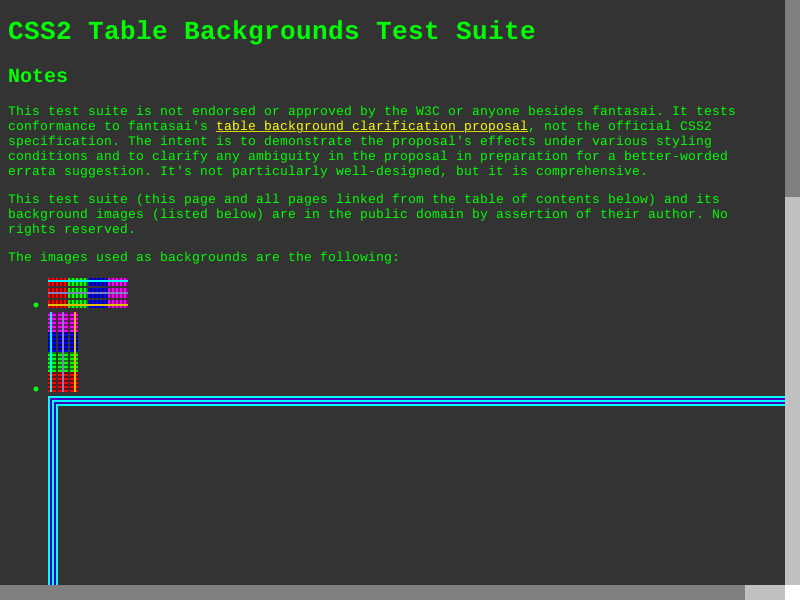 CSS2 Table Backgrounds Test Suite
Notes
This test suite is not endorsed or approved by the W3C or anyone besides fantasai. It tests
conformance to fantasai's table background clarification proposal, not the official CSS2
specification. The intent is to demonstrate the proposal's effects under various styling
conditions and to clarify any ambiguity in the proposal in preparation for a better-worded
errata suggestion. It's not particularly well-designed, but it is comprehensive.
This test suite (this page and all pages linked from the table of contents below) and its
background images (listed below) are in the public domain by assertion of their author. No
rights reserved.
The images used as backgrounds are the following: